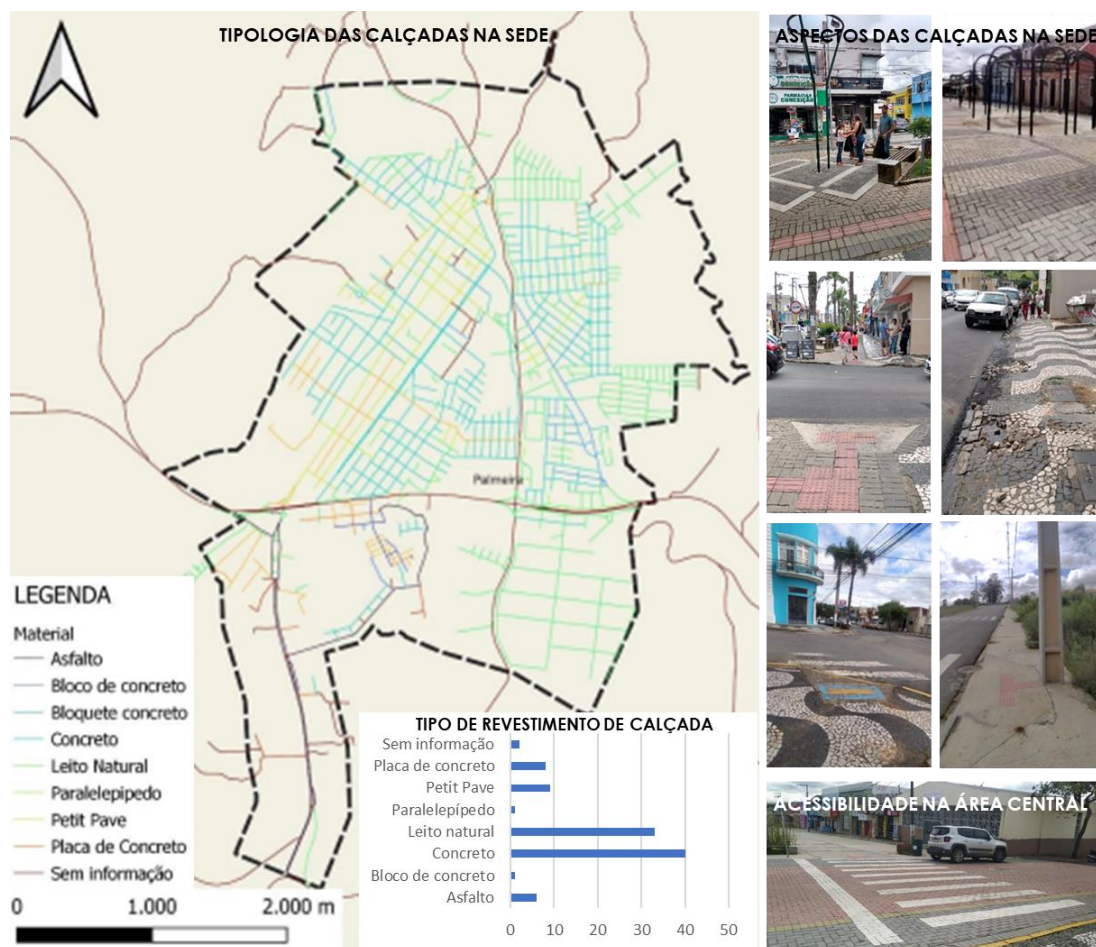 TIPOLOGIA DAS CALÇADAS NA SEDE
ASPECTOS DAS CALÇADAS NA SEDE
FARMÁCIA
CONCEIÇÃO
Palmeira
LEGENDA
Material
Asfalto
Bloco de concreto
Bloquete concreto
Concreto
Leito Natural
Paralelepipedo
Petit Pave
Placa de Concreto
Sem informação
0 1.000 2.000 m
TIPO DE REVESTIMENTO DE CALÇADA
Sem informação
Placa de concreto
Petit Pave
Paralelepípedo
Leito natural
Concreto
Bloco de concreto
Asfalto
0 10 20 30 40 50
ACESSIBILIDADE NA ÁREA CENTRAL